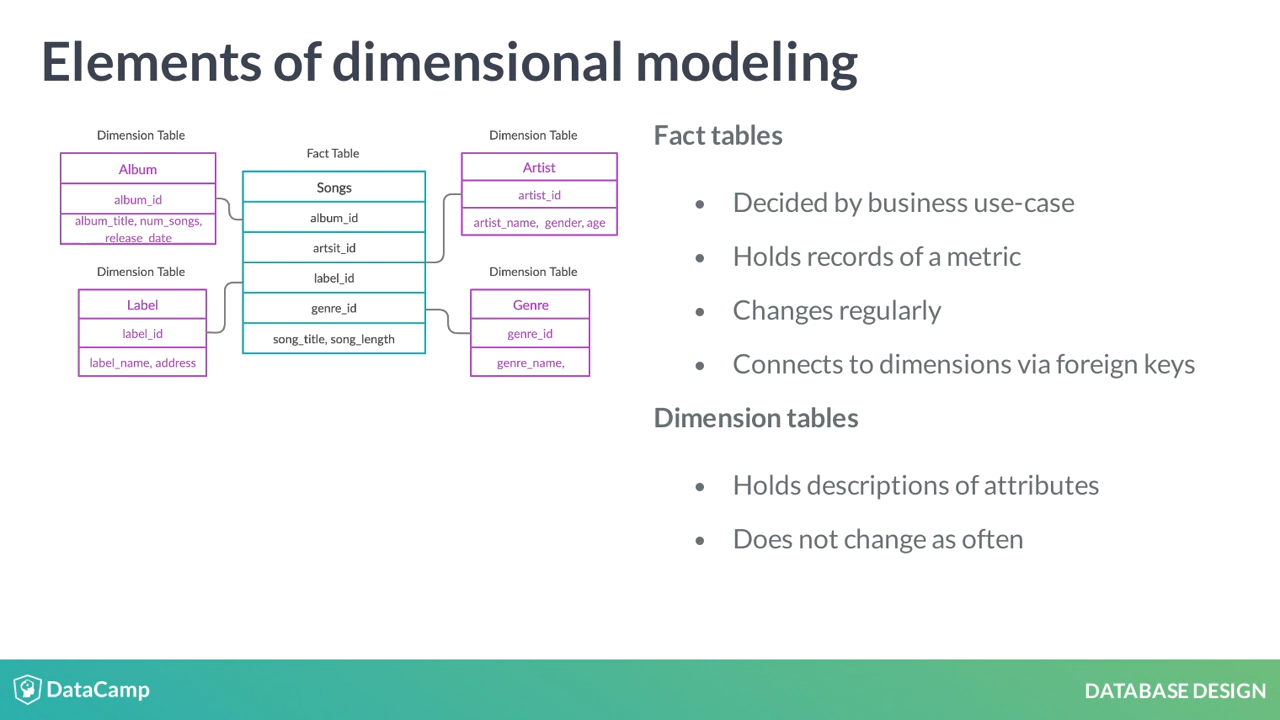 Elements of dimensional modeling
Dimension Table
Album
album_id
album_title, num_songs,
release_date
Dimension Table
Label
label_id
label_name, address
Fact Table
Songs
album_id
artsit_id
label_id
genre_id
song_title, song_length
Dimension Table
Artist
artist_id
artist_name, gender, age
Dimension Table
Genre
genre_id
genre_name,
Fact tables
• Decided by business use-case
• Holds records of a metric
• Changes regularly
• Connects to dimensions via foreign keys
Dimension tables
• Holds descriptions of attributes
• Does not change as often
DataCamp
DATABASE DESIGN